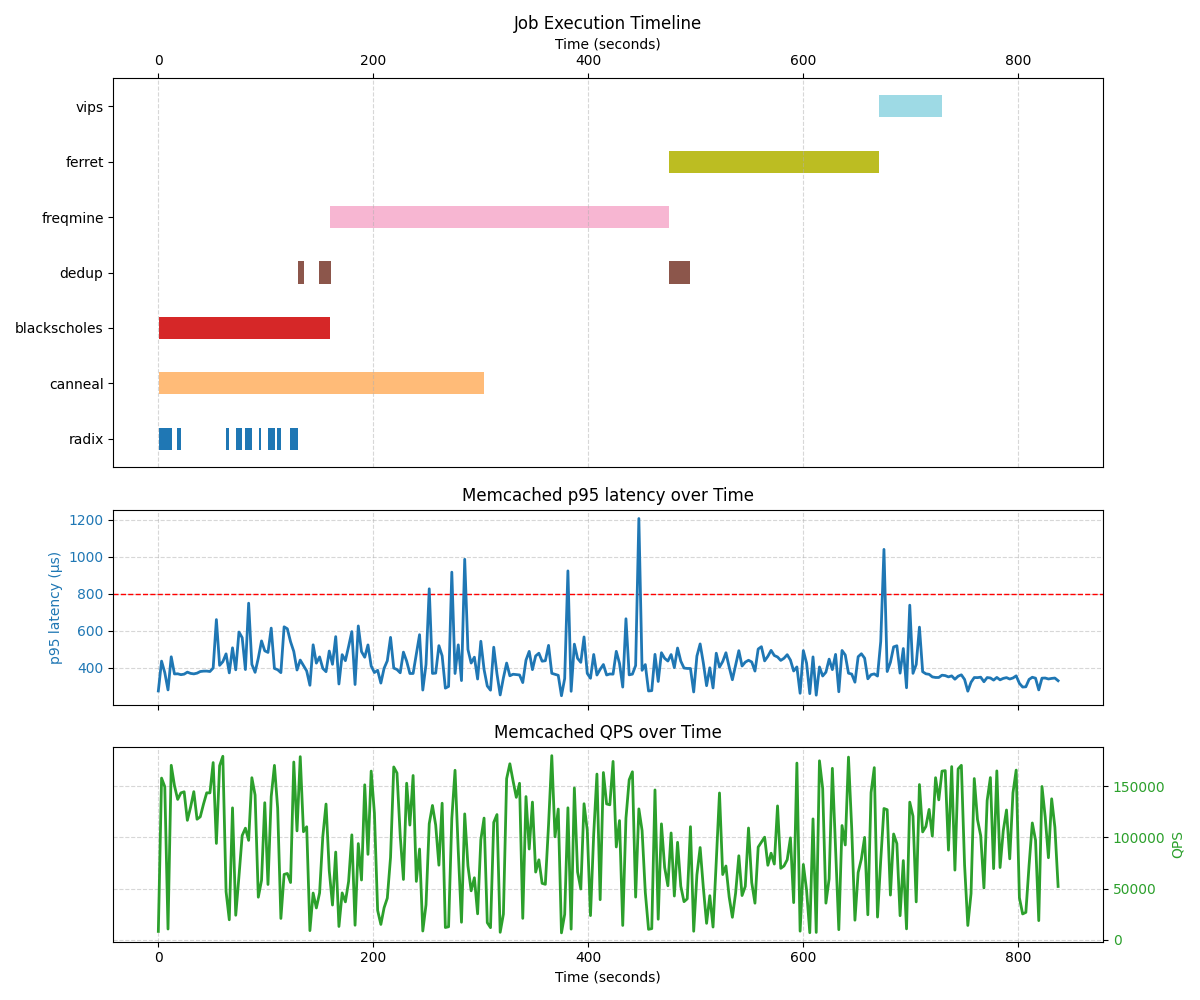 Job Execution Timeline
Time (seconds)
0 200 400 600 800
vips
ferret
freqmine
dedup
blackscholes
canneal
radix
Memcached p95 latency over Time
1200
1000
800
600
400
p95 latency (µs)
Memcached QPS over Time
150000
100000
50000
0
QPS
0 200 400 600 800
Time (seconds)